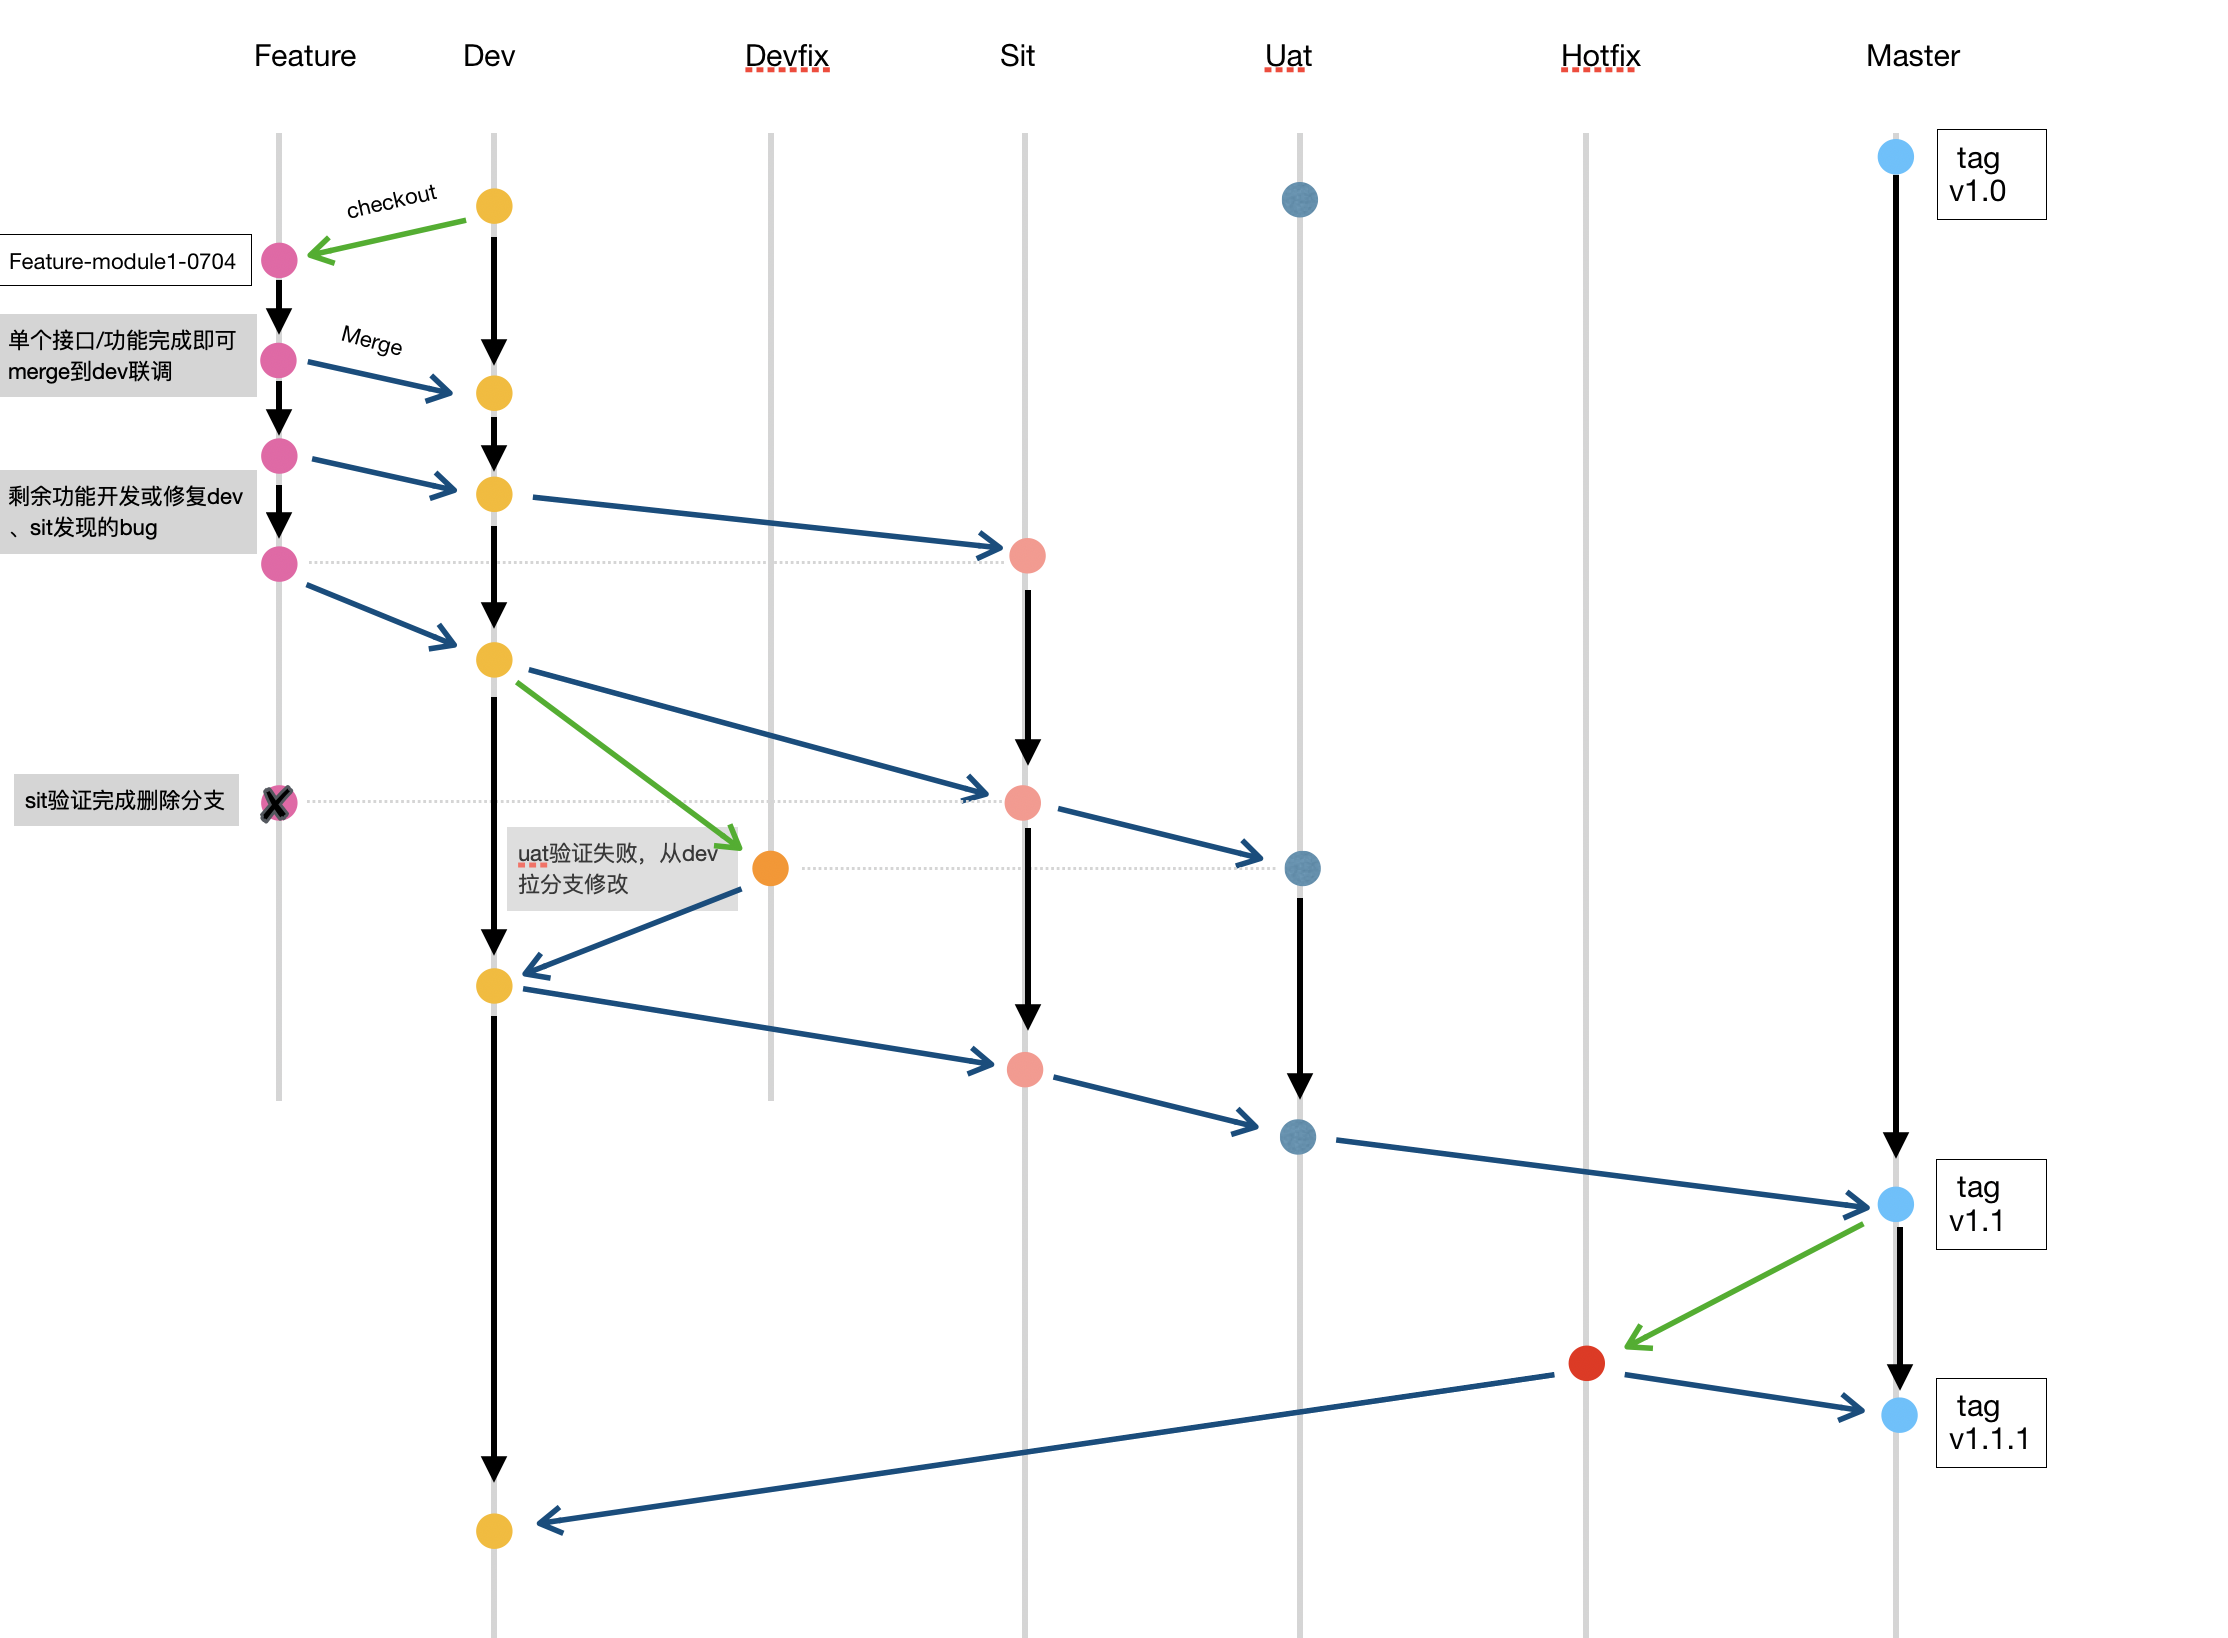 Feature
Dev
Devfix
Sit
Uat
Hotfix
Master
tag
v1.0
checkout
Feature-module1-0704
单个接口/功能完成即可
merge到dev联调
Merge
剩余功能开发或修复dev
、sit发现的bug
sit验证完成删除分支
uat验证失败，从dev
拉分支修改
tag
v1.1
tag
v1.1.1